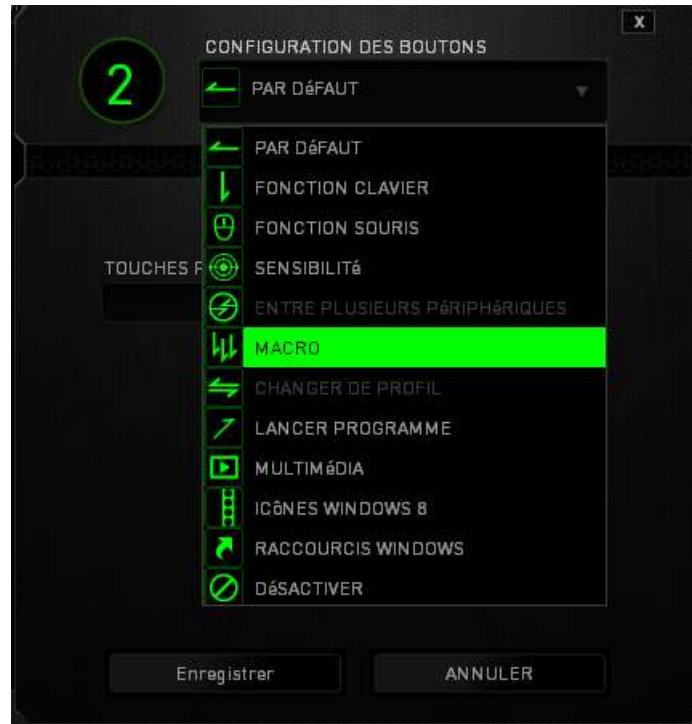 X
2
CONFIGURATION DES BOUTONS
PAR DéFAUT
PAR DéFAUT
FONCTION CLAVIER
FONCTION SOURIS
TOUCHES
SENSIBILITé
ENTRE PLUSIEURS PéRIPHéRIQUES
MACRO
CHANGER DE PROFIL
LANCER PROGRAMME
MULTIMéDIA
ICôNES WINDOWS 8
RACCOURCIS WINDOWS
DéSACTIVER
Enregistrer
ANNULER